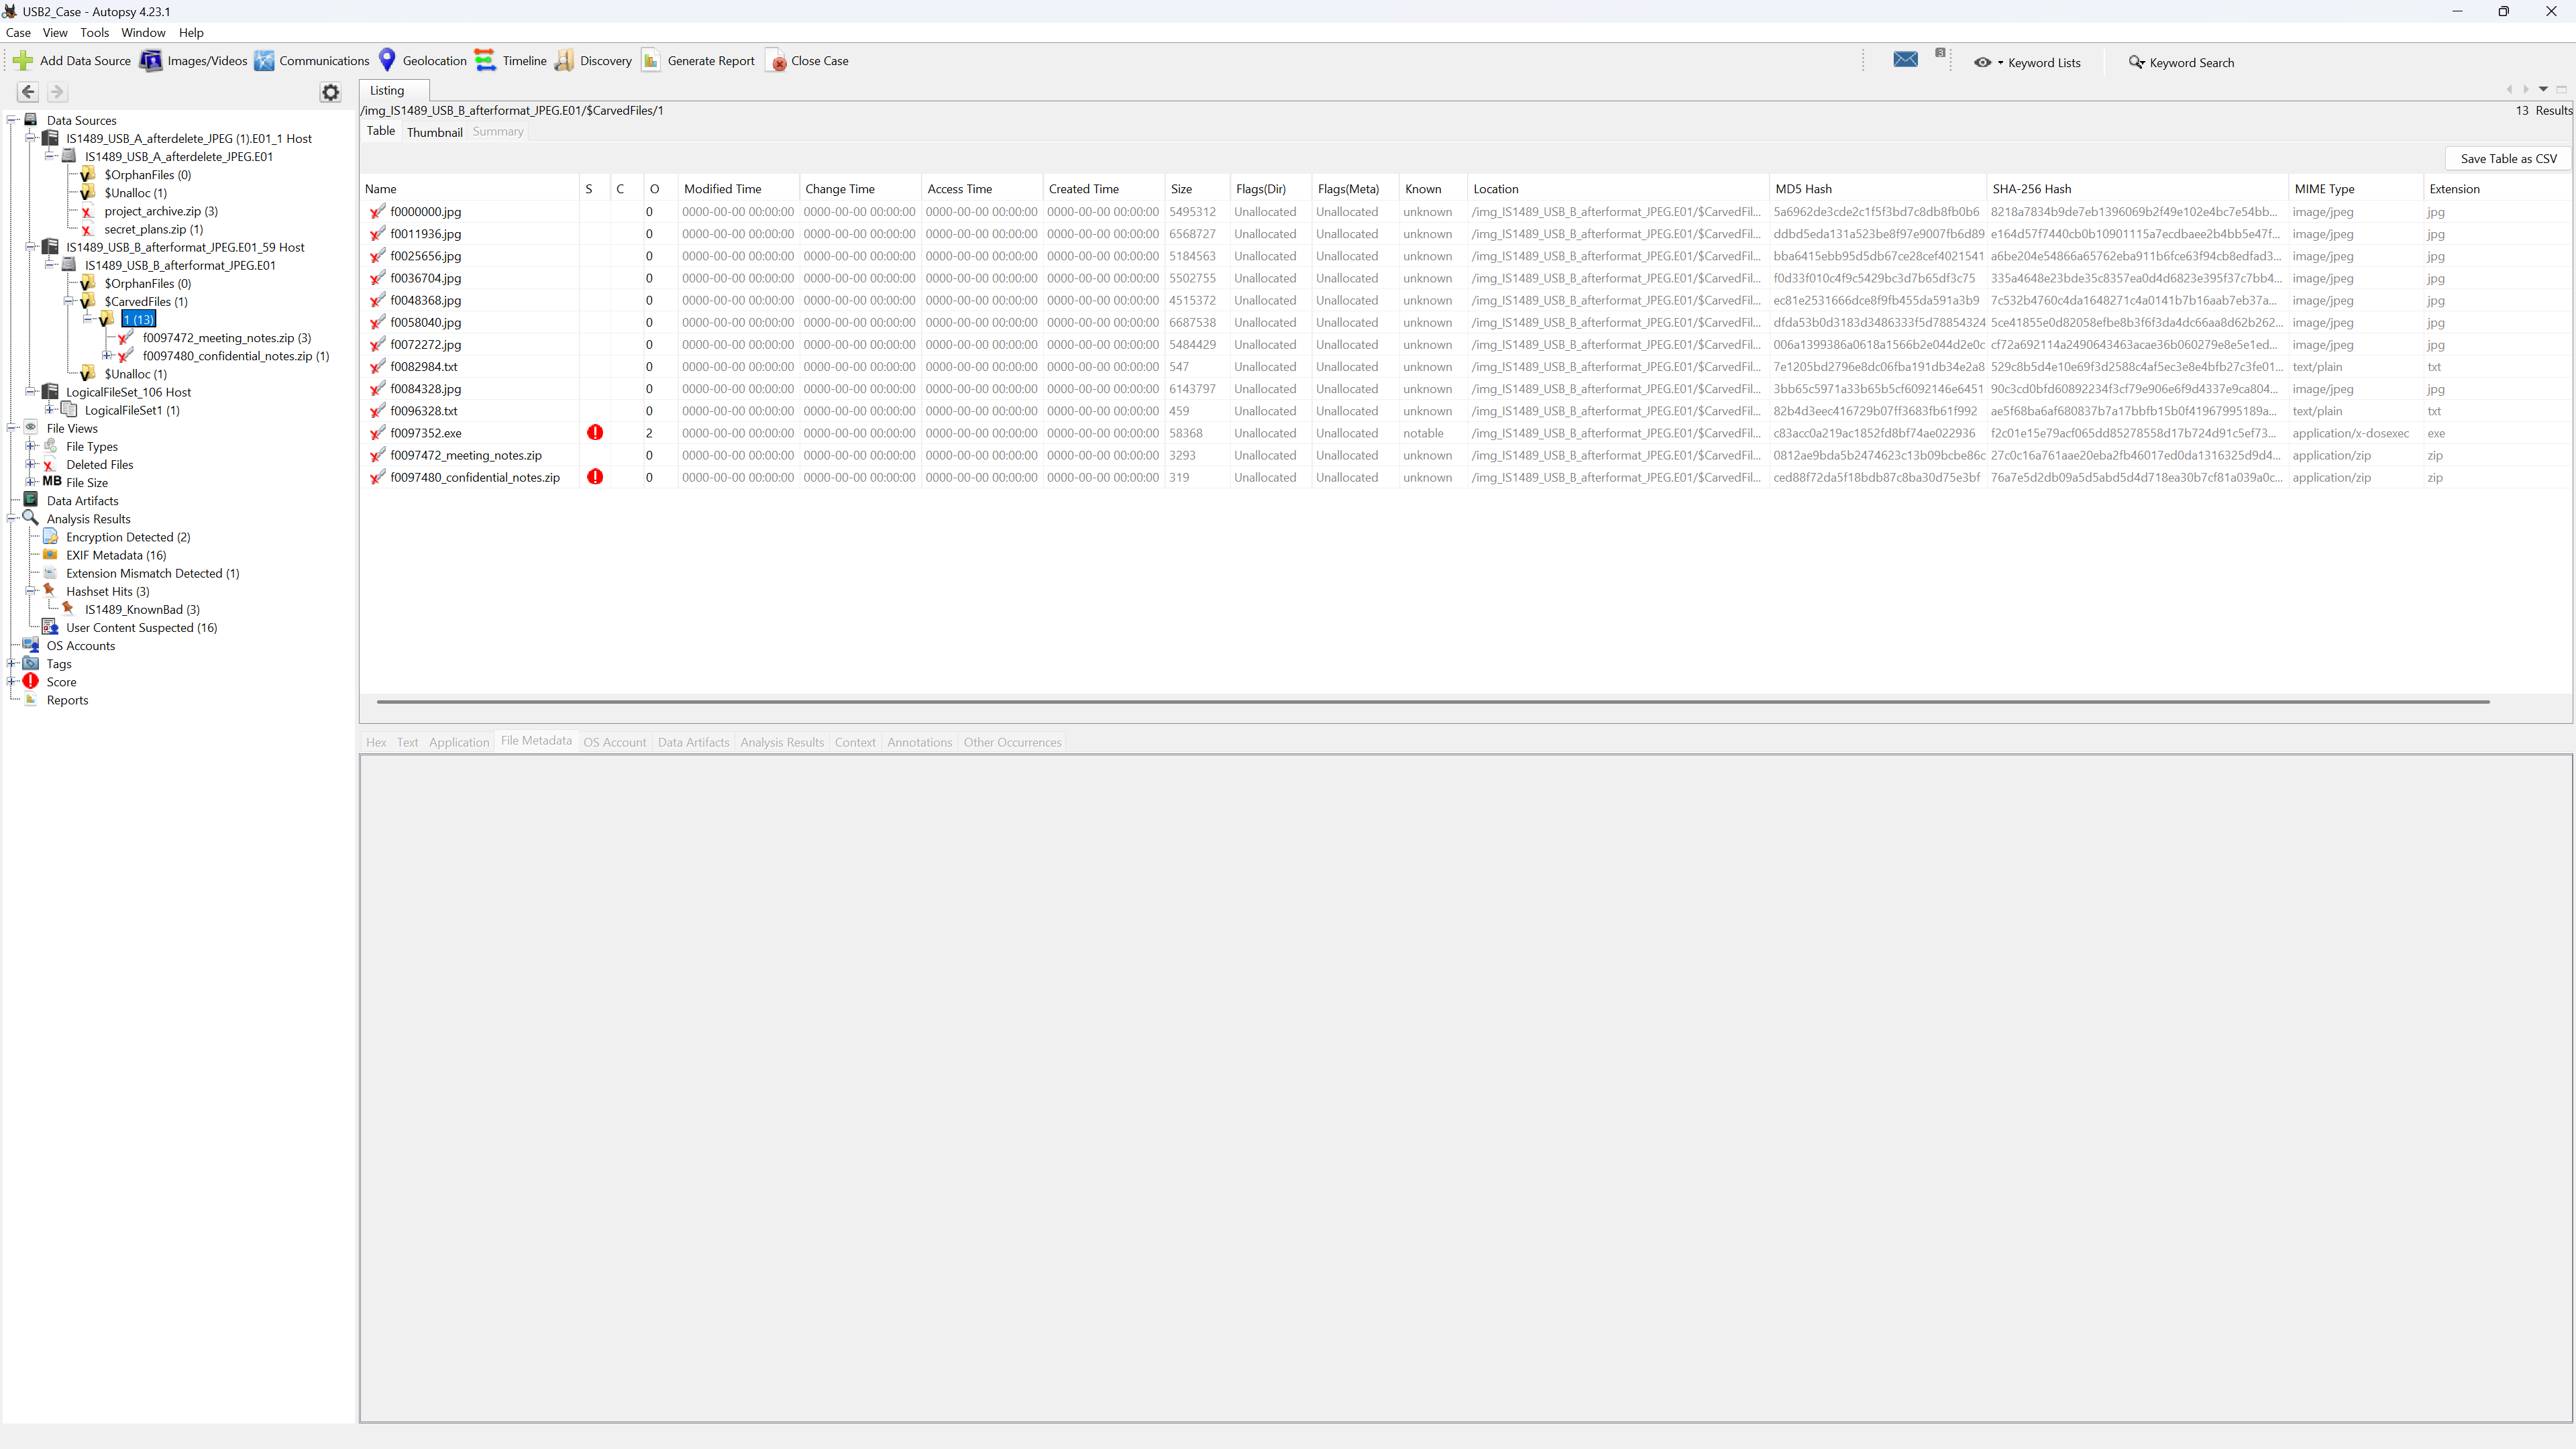 USB2_Case - Autopsy 4.23.1
Case View Tools Window Help
Add Data Source Images/Videos Communications Geolocation Timeline Discovery Generate Report Close Case 3 Keyword Lists Keyword Search
Listing
/img_IS1489_USB_B_afterformat_JPEG.E01/$CarvedFiles/1 13 Results
Table Thumbnail Summary
Save Table as CSV
Data Sources
IS1489_USB_A_afterdelete_JPEG (1).E01_1 Host
IS1489_USB_A_afterdelete_JPEG.E01
$OrphanFiles (0)
$Unalloc (1)
project_archive.zip (3)
secret_plans.zip (1)
IS1489_USB_B_afterformat_JPEG.E01_59 Host
IS1489_USB_B_afterformat_JPEG.E01
$OrphanFiles (0)
$CarvedFiles (1)
1 (13)
f0097472_meeting_notes.zip (3)
f0097480_confidential_notes.zip (1)
$Unalloc (1)
LogicalFileSet_106 Host
LogicalFileSet1 (1)
File Views
File Types
Deleted Files
MB File Size
Data Artifacts
Analysis Results
Encryption Detected (2)
EXIF Metadata (16)
Extension Mismatch Detected (1)
Hashset Hits (3)
IS1489_KnownBad (3)
User Content Suspected (16)
OS Accounts
Tags
Score
Reports
Name S C O Modified Time Change Time Access Time Created Time Size Flags(Dir) Flags(Meta) Known Location MD5 Hash SHA-256 Hash MIME Type Extension
f0000000.jpg 0 0000-00-00 00:00:00 0000-00-00 00:00:00 0000-00-00 00:00:00 0000-00-00 00:00:00 5495312 Unallocated Unallocated unknown /img_IS1489_USB_B_afterformat_JPEG.E01/$CarvedFil... 5a6962de3cde2c1f5f3bd7c8db8fb0b6 8218a7834b9de7eb1396069b2f49e102e4bc7e54bb... image/jpeg jpg
f0011936.jpg 0 0000-00-00 00:00:00 0000-00-00 00:00:00 0000-00-00 00:00:00 0000-00-00 00:00:00 6568727 Unallocated Unallocated unknown /img_IS1489_USB_B_afterformat_JPEG.E01/$CarvedFil... ddbd5eda131a523be8f97e9007fb6d89 e164d57f7440cb0b10901115a7ecdbaee2b4bb5e47f... image/jpeg jpg
f0025656.jpg 0 0000-00-00 00:00:00 0000-00-00 00:00:00 0000-00-00 00:00:00 0000-00-00 00:00:00 5184563 Unallocated Unallocated unknown /img_IS1489_USB_B_afterformat_JPEG.E01/$CarvedFil... bba6415ebb95d5db67ce28cef4021541 a6be204e54866a65762eba911b6fce63f94cb8edfad3... image/jpeg jpg
f0036704.jpg 0 0000-00-00 00:00:00 0000-00-00 00:00:00 0000-00-00 00:00:00 0000-00-00 00:00:00 5502755 Unallocated Unallocated unknown /img_IS1489_USB_B_afterformat_JPEG.E01/$CarvedFil... f0d33f010c4f9c5429bc3d7b65df3c75 335a4648e23bde35c8357ea0d4d6823e395f37c7bb4... image/jpeg jpg
f0048368.jpg 0 0000-00-00 00:00:00 0000-00-00 00:00:00 0000-00-00 00:00:00 0000-00-00 00:00:00 4515372 Unallocated Unallocated unknown /img_IS1489_USB_B_afterformat_JPEG.E01/$CarvedFil... ec81e2531666dce8f9fb455da591a3b9 7c532b4760c4da1648271c4a0141b7b16aab7eb37a... image/jpeg jpg
f0058040.jpg 0 0000-00-00 00:00:00 0000-00-00 00:00:00 0000-00-00 00:00:00 0000-00-00 00:00:00 6687538 Unallocated Unallocated unknown /img_IS1489_USB_B_afterformat_JPEG.E01/$CarvedFil... dfda53b0d3183d3486333f5d78854324 5ce41855e0d82058efbe8b3f6f3da4dc66aa8d62b262... image/jpeg jpg
f0072272.jpg 0 0000-00-00 00:00:00 0000-00-00 00:00:00 0000-00-00 00:00:00 0000-00-00 00:00:00 5484429 Unallocated Unallocated unknown /img_IS1489_USB_B_afterformat_JPEG.E01/$CarvedFil... 006a1399386a0618a1566b2e044d2e0c cf72a692114a2490643463acae36b060279e8e5e1ed... image/jpeg jpg
f0082984.txt 0 0000-00-00 00:00:00 0000-00-00 00:00:00 0000-00-00 00:00:00 0000-00-00 00:00:00 547 Unallocated Unallocated unknown /img_IS1489_USB_B_afterformat_JPEG.E01/$CarvedFil... 7e1205bd2796e8dc06fba191db34e2a8 529c8b5d4e10e69f3d2588c4af5ec3e8e4bfb27c3fe01... text/plain txt
f0084328.jpg 0 0000-00-00 00:00:00 0000-00-00 00:00:00 0000-00-00 00:00:00 0000-00-00 00:00:00 6143797 Unallocated Unallocated unknown /img_IS1489_USB_B_afterformat_JPEG.E01/$CarvedFil... 3bb65c5971a33b65b5cf6092146e6451 90c3cd0bfd60892234f3cf79e906e6f9d4337e9ca804... image/jpeg jpg
f0096328.txt 0 0000-00-00 00:00:00 0000-00-00 00:00:00 0000-00-00 00:00:00 0000-00-00 00:00:00 459 Unallocated Unallocated unknown /img_IS1489_USB_B_afterformat_JPEG.E01/$CarvedFil... 82b4d3eec416729b07ff3683fb61f992 ae5f68ba6af680837b7a17bbfb15b0f41967995189a... text/plain txt
f0097352.exe 2 0000-00-00 00:00:00 0000-00-00 00:00:00 0000-00-00 00:00:00 0000-00-00 00:00:00 58368 Unallocated Unallocated notable /img_IS1489_USB_B_afterformat_JPEG.E01/$CarvedFil... c83acc0a219ac1852fd8bf74ae022936 f2c01e15e79acf065dd85278558d17b724d91c5ef73... application/x-dosexec exe
f0097472_meeting_notes.zip 0 0000-00-00 00:00:00 0000-00-00 00:00:00 0000-00-00 00:00:00 0000-00-00 00:00:00 3293 Unallocated Unallocated unknown /img_IS1489_USB_B_afterformat_JPEG.E01/$CarvedFil... 0812ae9bda5b2474623c13b09bcbe86c 27c0c16a761aae20eba2fb46017ed0da1316325d9d4... application/zip zip
f0097480_confidential_notes.zip 0 0000-00-00 00:00:00 0000-00-00 00:00:00 0000-00-00 00:00:00 0000-00-00 00:00:00 319 Unallocated Unallocated unknown /img_IS1489_USB_B_afterformat_JPEG.E01/$CarvedFil... ced88f72da5f18bdb87c8ba30d75e3bf 76a7e5d2db09a5d5abd5d4d718ea30b7cf81a039a0c... application/zip zip
Hex Text Application File Metadata OS Account Data Artifacts Analysis Results Context Annotations Other Occurrences